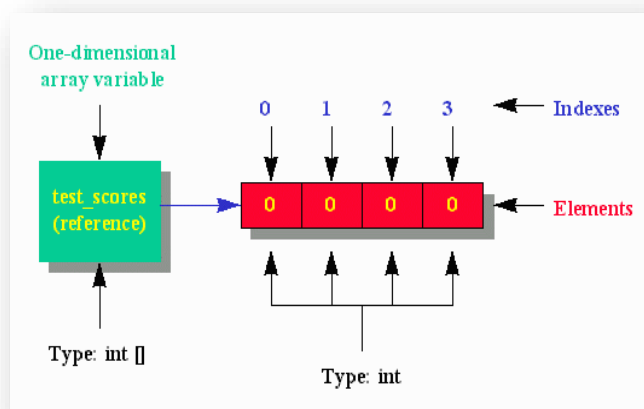 One-dimensional
array variable
0 1 2 3
Indexes
test_scores
(reference)
0 0 0 0
Elements
Type: int []
Type: int